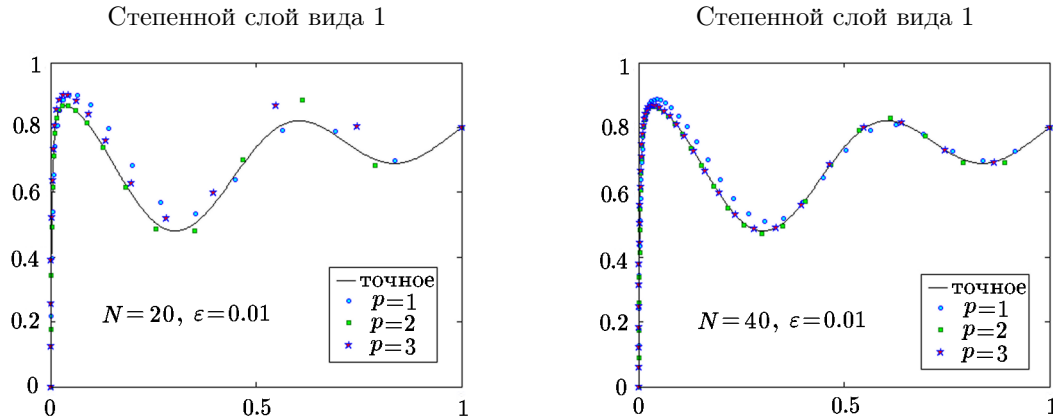 Степенной слой вида 1
1
0.8
0.6
0.4
0.2
0
0
0.5
1
точное
p=1
p=2
p=3
N=20, ε=0.01
Степенной слой вида 1
1
0.8
0.6
0.4
0.2
0
0
0.5
1
точное
p=1
p=2
p=3
N=40, ε=0.01